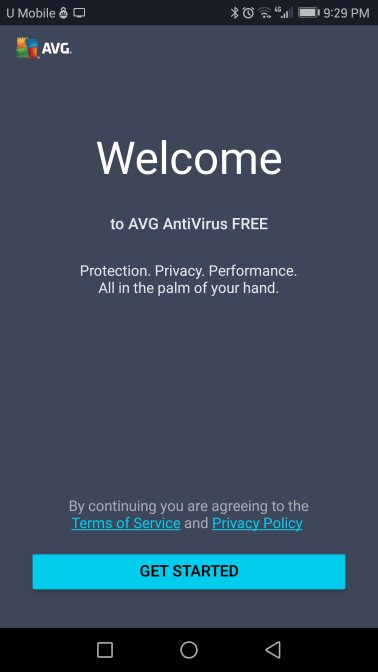 U Mobile 4G 9:29 PM
AVG.
Welcome
to AVG AntiVirus FREE
Protection. Privacy. Performance.
All in the palm of your hand.
By continuing you are agreeing to the
Terms of Service and Privacy Policy
GET STARTED